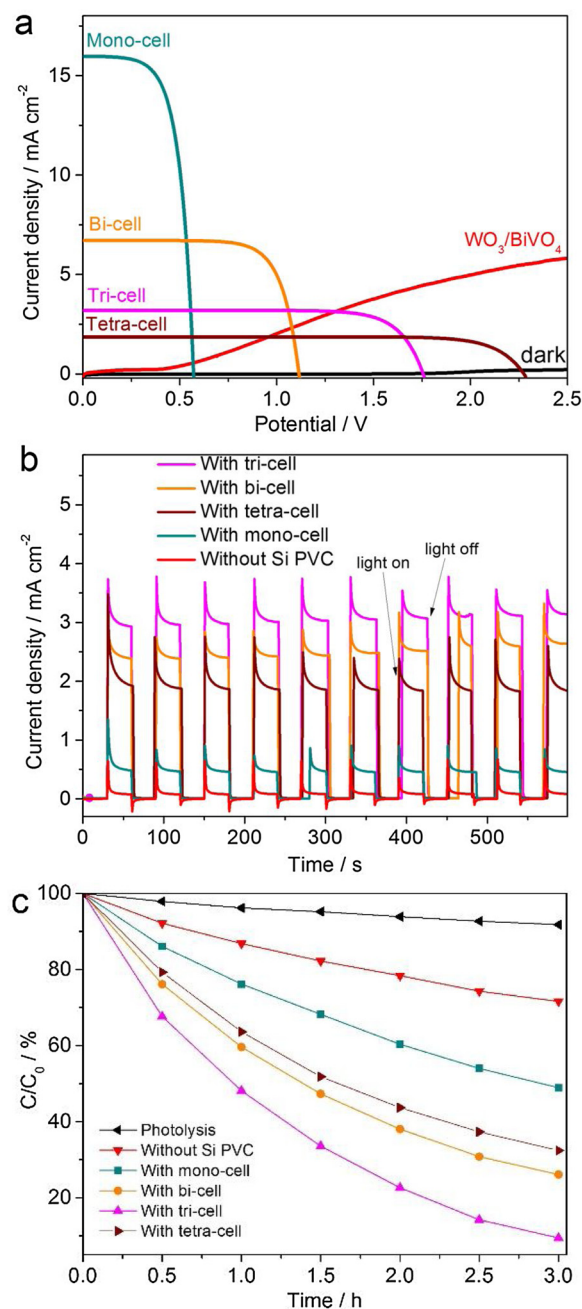 a
Mono-cell
Bi-cell
Tri-cell
Tetra-cell
WO₃/BiVO₄
dark
Current density / mA cm⁻²
15
10
5
0
0.0 0.5 1.0 1.5 2.0 2.5
Potential / V
b
With tri-cell
With bi-cell
With tetra-cell
With mono-cell
Without Si PVC
light on
light off
Current density / mA cm⁻²
5
4
3
2
1
0
0 100 200 300 400 500
Time / s
c
Photolysis
Without Si PVC
With mono-cell
With bi-cell
With tri-cell
With tetra-cell
C/C₀ / %
100
80
60
40
20
0.5 1.0 1.5 2.0 2.5 3.0
Time / h